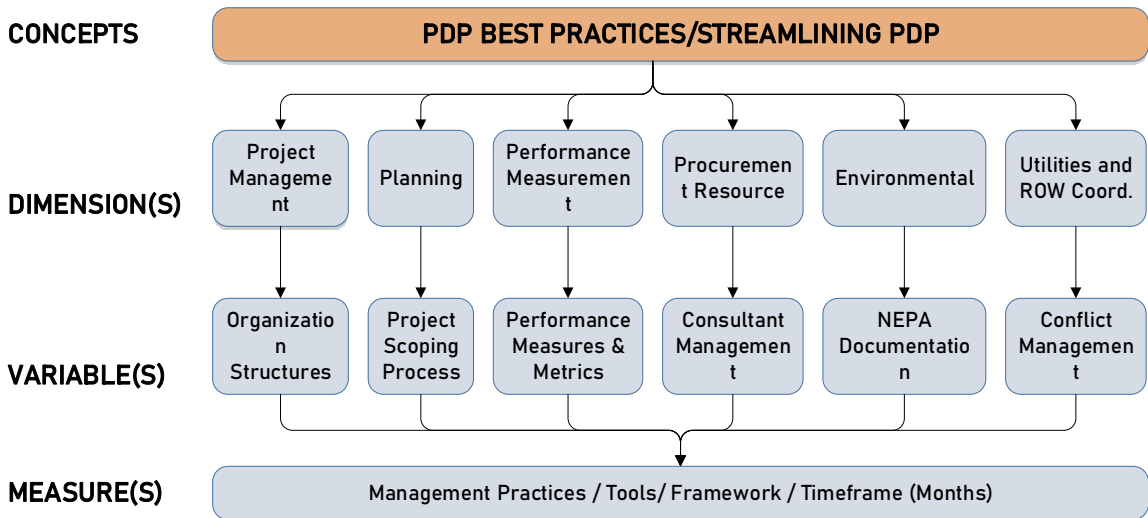 CONCEPTS
PDP BEST PRACTICES/STREAMLINING PDP
DIMENSION(S)
Project
Manageme
nt
Planning
Performance
Measuremen
t
Procuremen
t Resource
Environmental
Utilities and
ROW Coord.
VARIABLE(S)
Organizatio
n
Structures
Project
Scoping
Process
Performance
Measures &
Metrics
Consultant
Managemen
t
NEPA
Documentatio
n
Conflict
Managemen
t
MEASURE(S)
Management Practices / Tools/ Framework / Timeframe (Months)